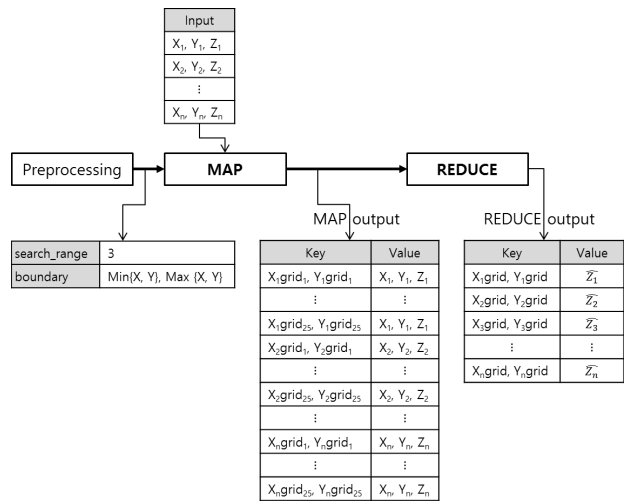 Input
X₁, Y₁, Z₁
X₂, Y₂, Z₂
⋮
Xₙ, Yₙ, Zₙ
Preprocessing
MAP
REDUCE
search_range 3
boundary Min{X, Y}, Max {X, Y}
MAP output
Key Value
X₁grid₁, Y₁grid₁ X₁, Y₁, Z₁
⋮ ⋮
X₁grid₂₅, Y₁grid₂₅ X₁, Y₁, Z₁
X₂grid₁, Y₂grid₁ X₂, Y₂, Z₂
⋮ ⋮
X₂grid₂₅, Y₂grid₂₅ X₂, Y₂, Z₂
⋮ ⋮
Xₙgrid₁, Yₙgrid₁ Xₙ, Yₙ, Zₙ
⋮ ⋮
Xₙgrid₂₅, Yₙgrid₂₅ Xₙ, Yₙ, Zₙ
REDUCE output
Key Value
X₁grid, Y₁grid Ẑ₁
X₂grid, Y₂grid Ẑ₂
X₃grid, Y₃grid Ẑ₃
⋮ ⋮
Xₙgrid, Yₙgrid Ẑₙ